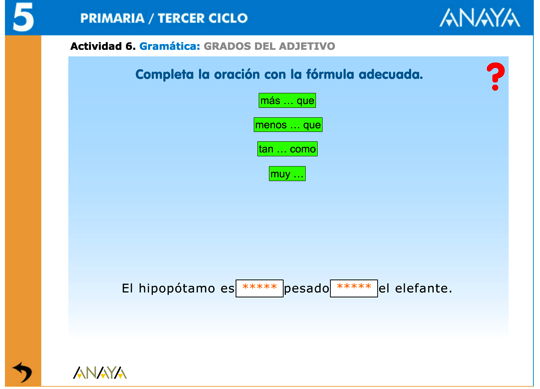 5 PRIMARIA / TERCER CICLO ANAYA
Actividad 6. Gramática: GRADOS DEL ADJETIVO
Completa la oración con la fórmula adecuada. ?
más ... que
menos ... que
tan ... como
muy ...
El hipopótamo es ***** pesado ***** el elefante.
ANAYA